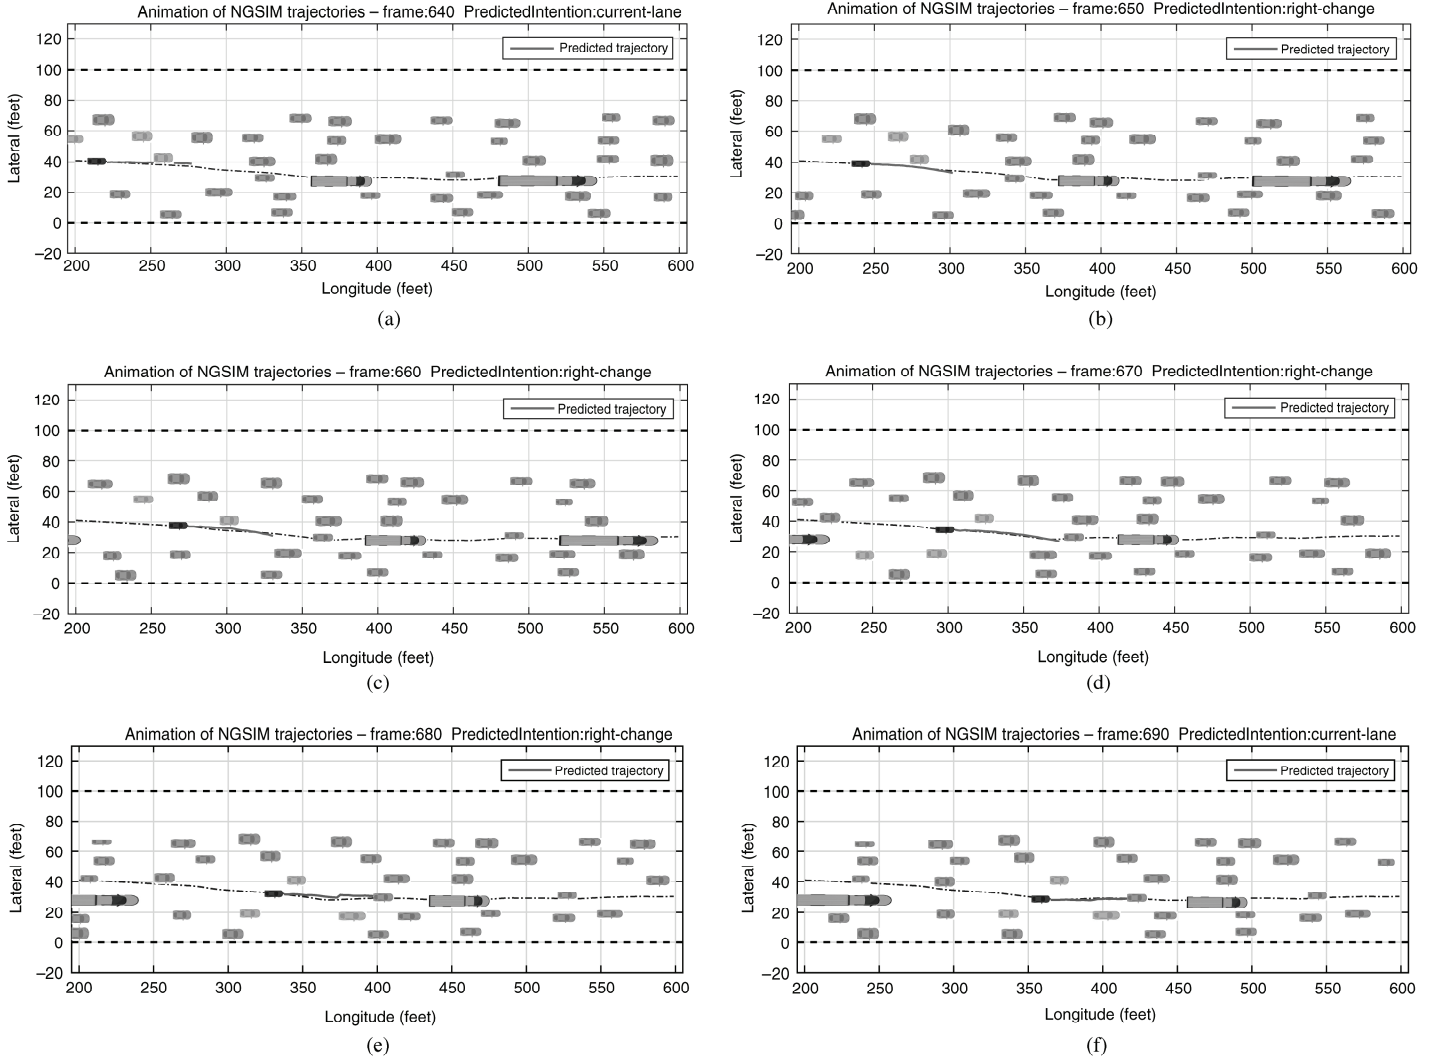 Animation of NGSIM trajectories – frame:640 PredictedIntention:current-lane
Predicted trajectory
120
100
80
60
40
20
0
–20
Lateral (feet)
200 250 300 350 400 450 500 550 600
Longitude (feet)
(a)
Animation of NGSIM trajectories – frame:650 PredictedIntention:right-change
Predicted trajectory
120
100
80
60
40
20
0
–20
Lateral (feet)
200 250 300 350 400 450 500 550 600
Longitude (feet)
(b)
Animation of NGSIM trajectories – frame:660 PredictedIntention:right-change
Predicted trajectory
120
100
80
60
40
20
0
–20
Lateral (feet)
200 250 300 350 400 450 500 550 600
Longitude (feet)
(c)
Animation of NGSIM trajectories – frame:670 PredictedIntention:right-change
Predicted trajectory
120
100
80
60
40
20
0
–20
Lateral (feet)
200 250 300 350 400 450 500 550 600
Longitude (feet)
(d)
Animation of NGSIM trajectories – frame:680 PredictedIntention:right-change
Predicted trajectory
120
100
80
60
40
20
0
–20
Lateral (feet)
200 250 300 350 400 450 500 550 600
Longitude (feet)
(e)
Animation of NGSIM trajectories – frame:690 PredictedIntention:current-lane
Predicted trajectory
120
100
80
60
40
20
0
–20
Lateral (feet)
200 250 300 350 400 450 500 550 600
Longitude (feet)
(f)